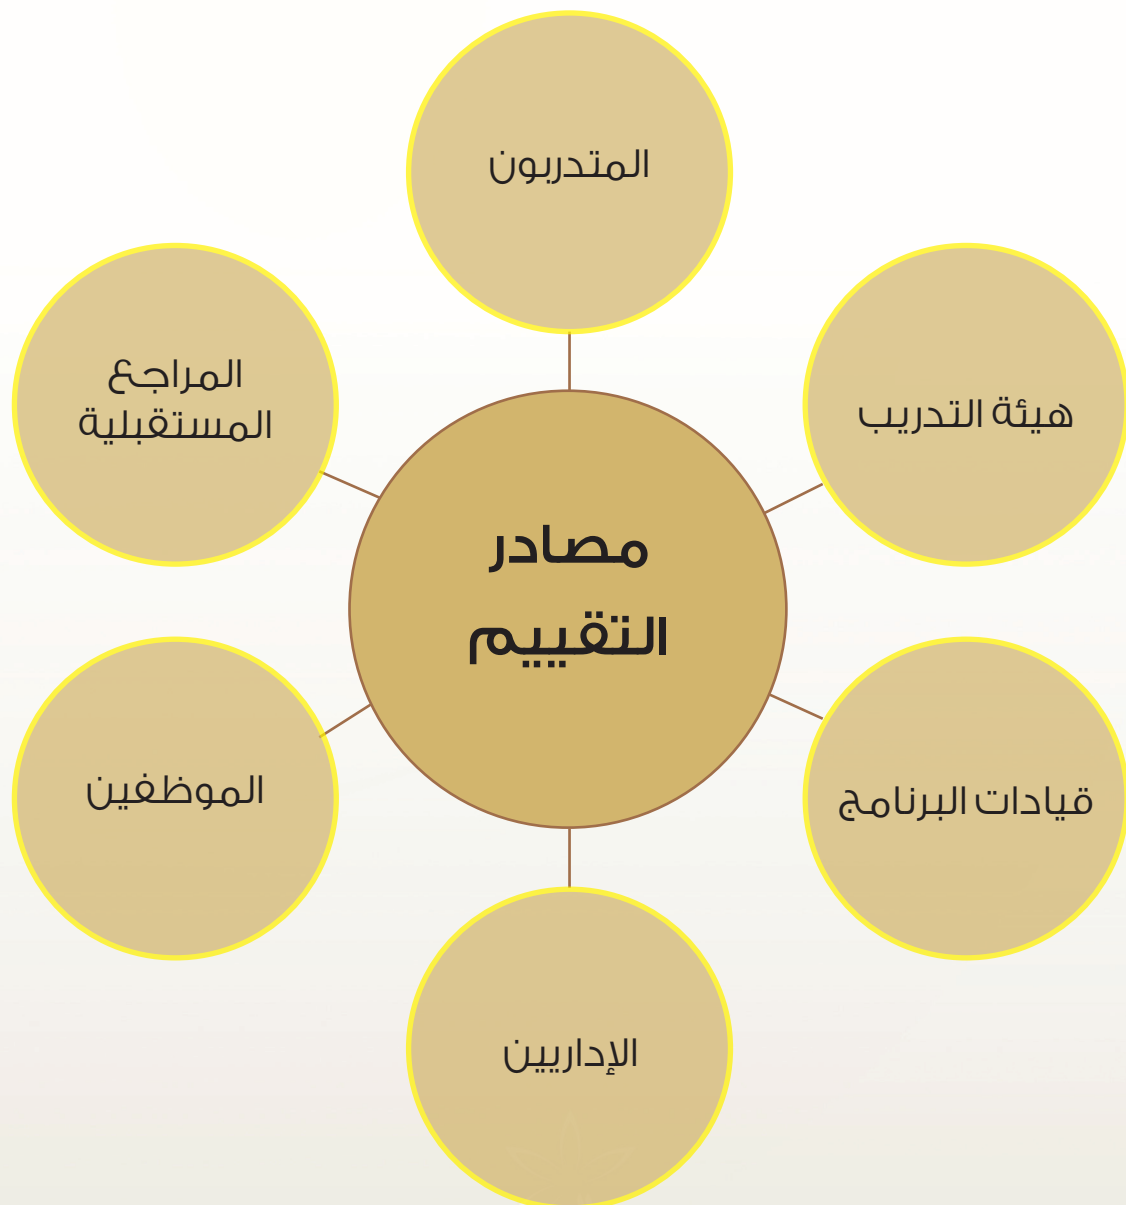 المتدربون
هيئة التدريب
المراجع
المستقبلية
مصادر
التقييم
قيادات البرنامج
الموظفين
الإداريين